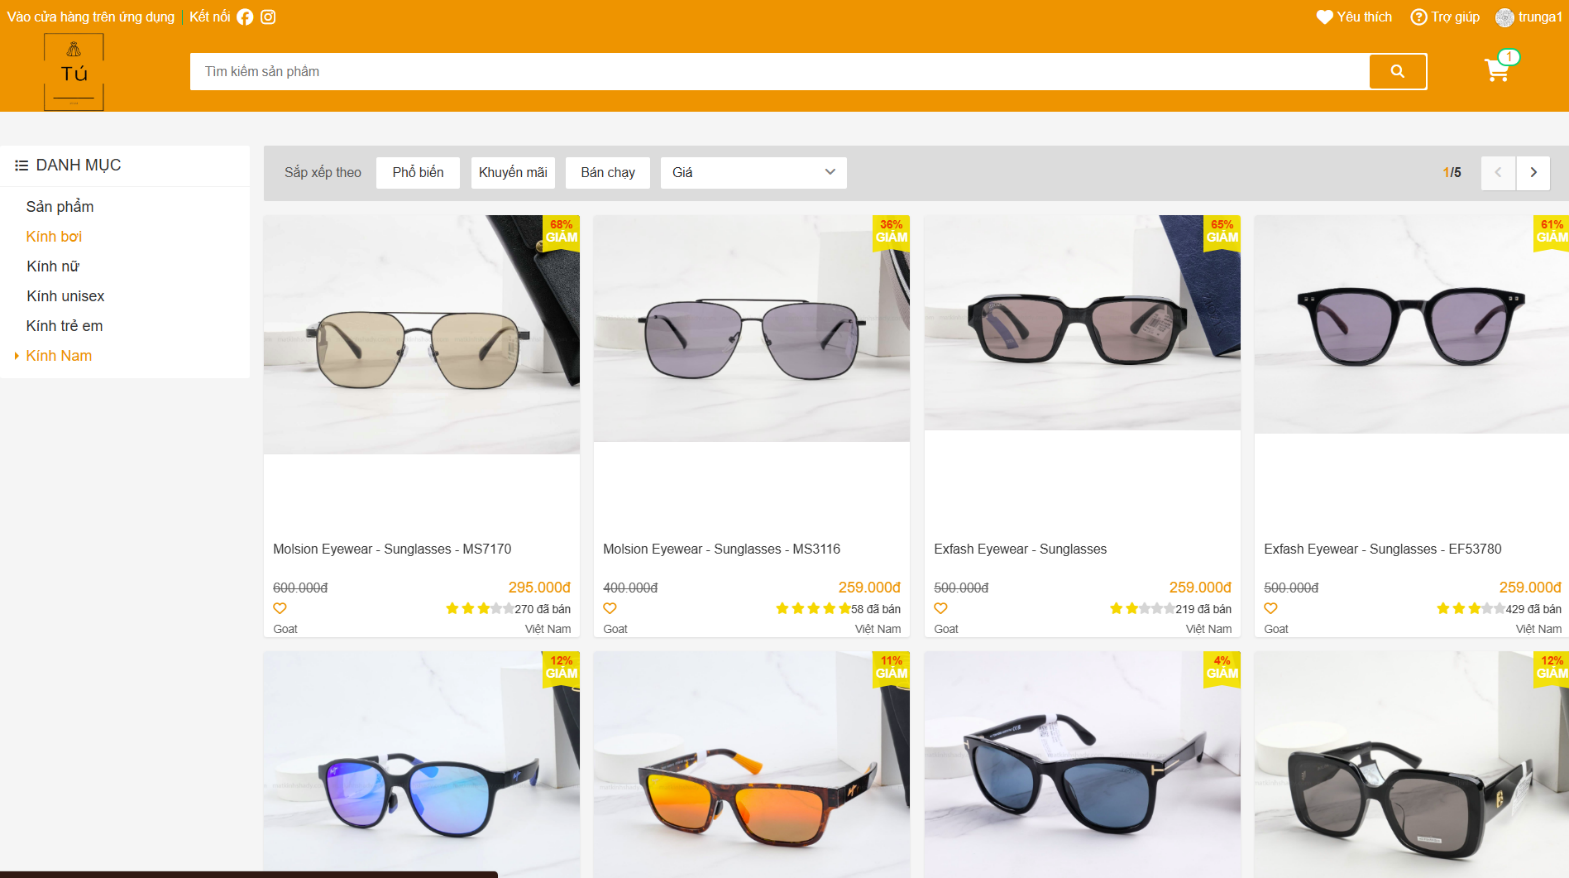 Vào cửa hàng trên ứng dụng
Kết nối
Yêu thích
Trợ giúp
trunga1
Tú
Tìm kiếm sản phẩm
1
DANH MỤC
Sản phẩm
Kính bơi
Kính nữ
Kính unisex
Kính trẻ em
Kính Nam
Sắp xếp theo
Phổ biến
Khuyến mãi
Bán chạy
Giá
1/5
68%
GIẢM
36%
GIẢM
65%
GIẢM
61%
GIẢM
Molsion Eyewear - Sunglasses - MS7170
600.000đ
295.000đ
270 đã bán
Goat
Việt Nam
Molsion Eyewear - Sunglasses - MS3116
400.000đ
259.000đ
58 đã bán
Goat
Việt Nam
Exfash Eyewear - Sunglasses
500.000đ
259.000đ
219 đã bán
Goat
Việt Nam
Exfash Eyewear - Sunglasses - EF53780
500.000đ
259.000đ
429 đã bán
Goat
Việt Nam
12%
GIẢM
11%
GIẢM
4%
GIẢM
12%
GIẢM